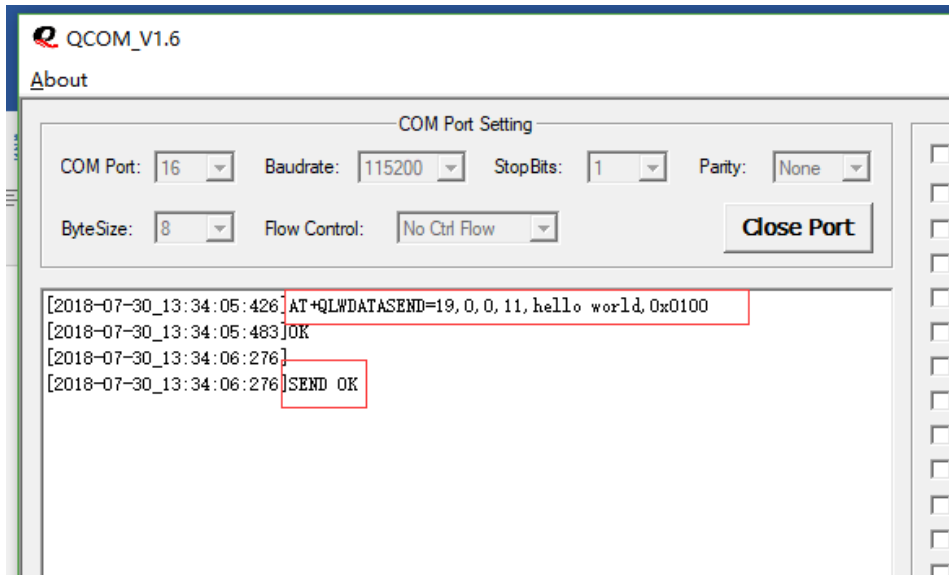 QCOM_V1.6
About
COM Port Setting
COM Port: 16 Baudrate: 115200 StopBits: 1 Parity: None
ByteSize: 8 Flow Control: No Ctrl Flow Close Port
[2018-07-30_13:34:05:426]AT+QLWDATASEND=19,0,0,11,hello world,0x0100
[2018-07-30_13:34:05:483]OK
[2018-07-30_13:34:06:276]
[2018-07-30_13:34:06:276]SEND OK